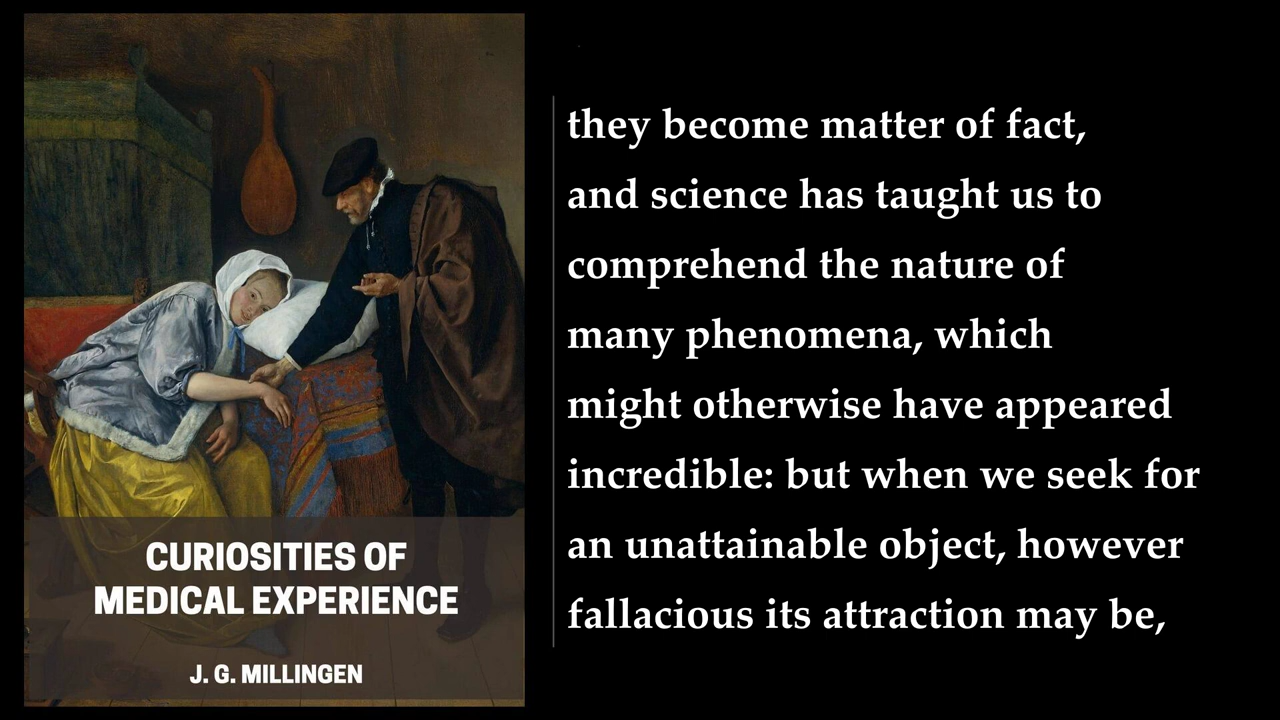 CURIOSITIES OF
MEDICAL EXPERIENCE
J. G. MILLINGEN
they become matter of fact,
and science has taught us to
comprehend the nature of
many phenomena, which
might otherwise have appeared
incredible: but when we seek for
an unattainable object, however
fallacious its attraction may be,